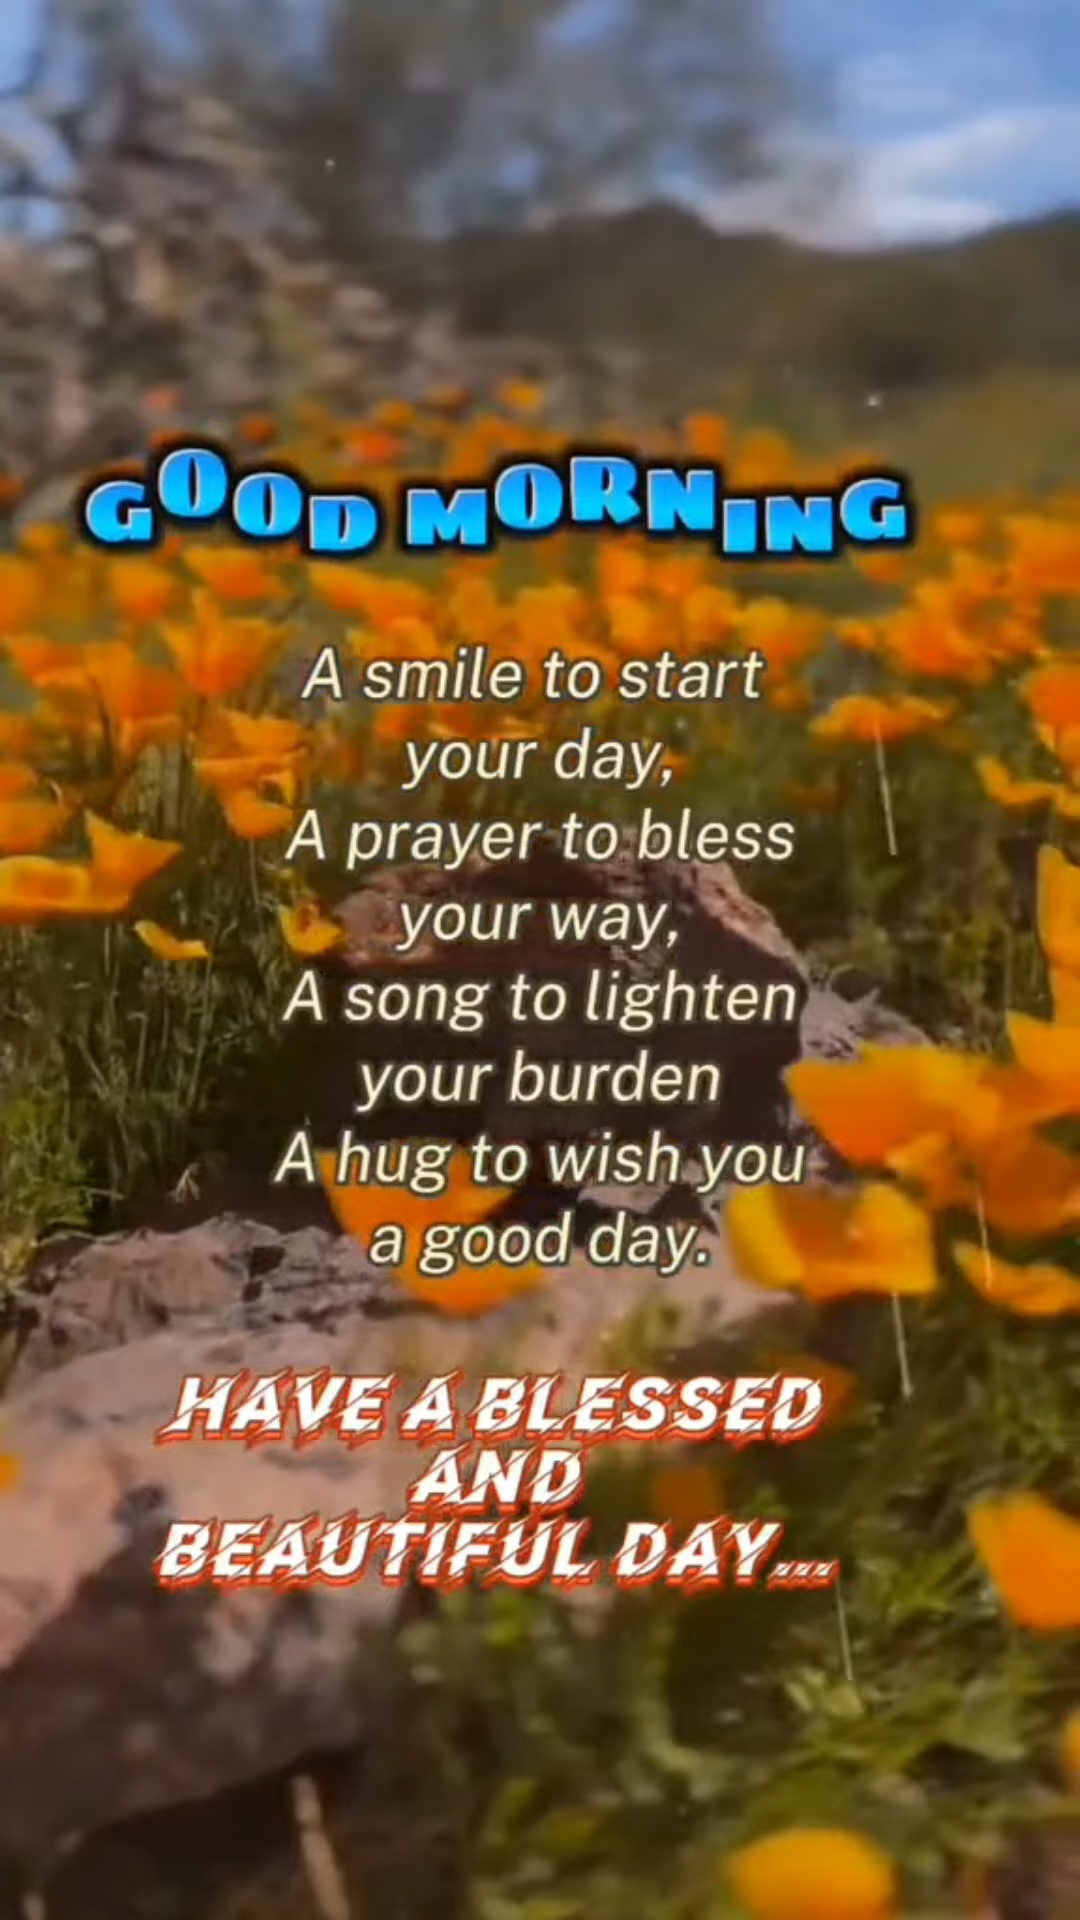 GOOD MORNING
A smile to start
your day,
A prayer to bless
your way,
A song to lighten
your burden
A hug to wish you
a good day.
HAVE A BLESSED
AND
BEAUTIFUL DAY....